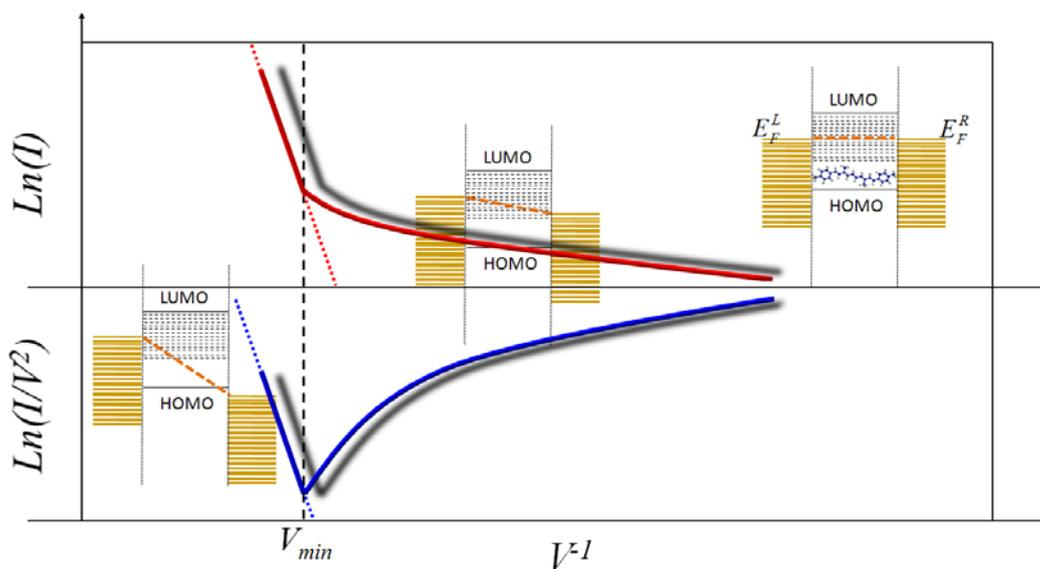 Ln(I)
LUMO
E_F^L
E_F^R
HOMO
LUMO
HOMO
Ln(I/V²)
LUMO
HOMO
V_min
V⁻¹